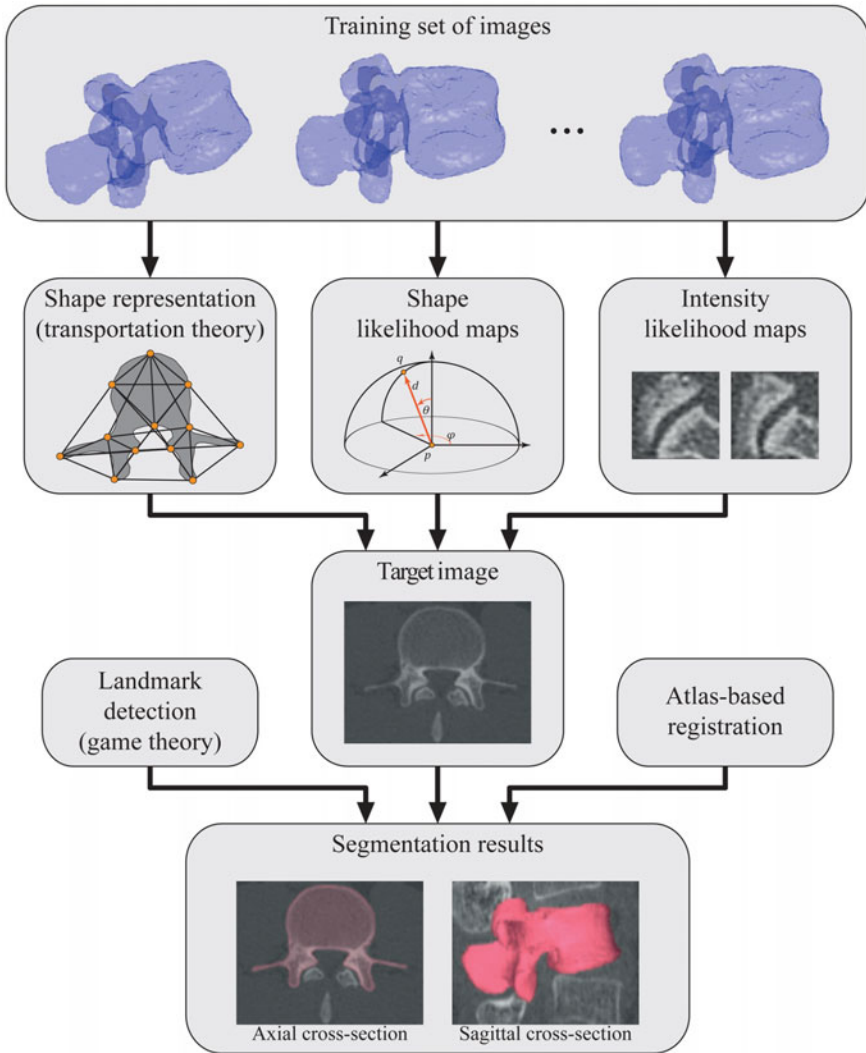 Training set of images
...
Shape representation
(transportation theory)
Shape
likelihood maps
q
d
θ
φ
p
Intensity
likelihood maps
Target image
Landmark
detection
(game theory)
Atlas-based
registration
Segmentation results
Axial cross-section
Sagittal cross-section